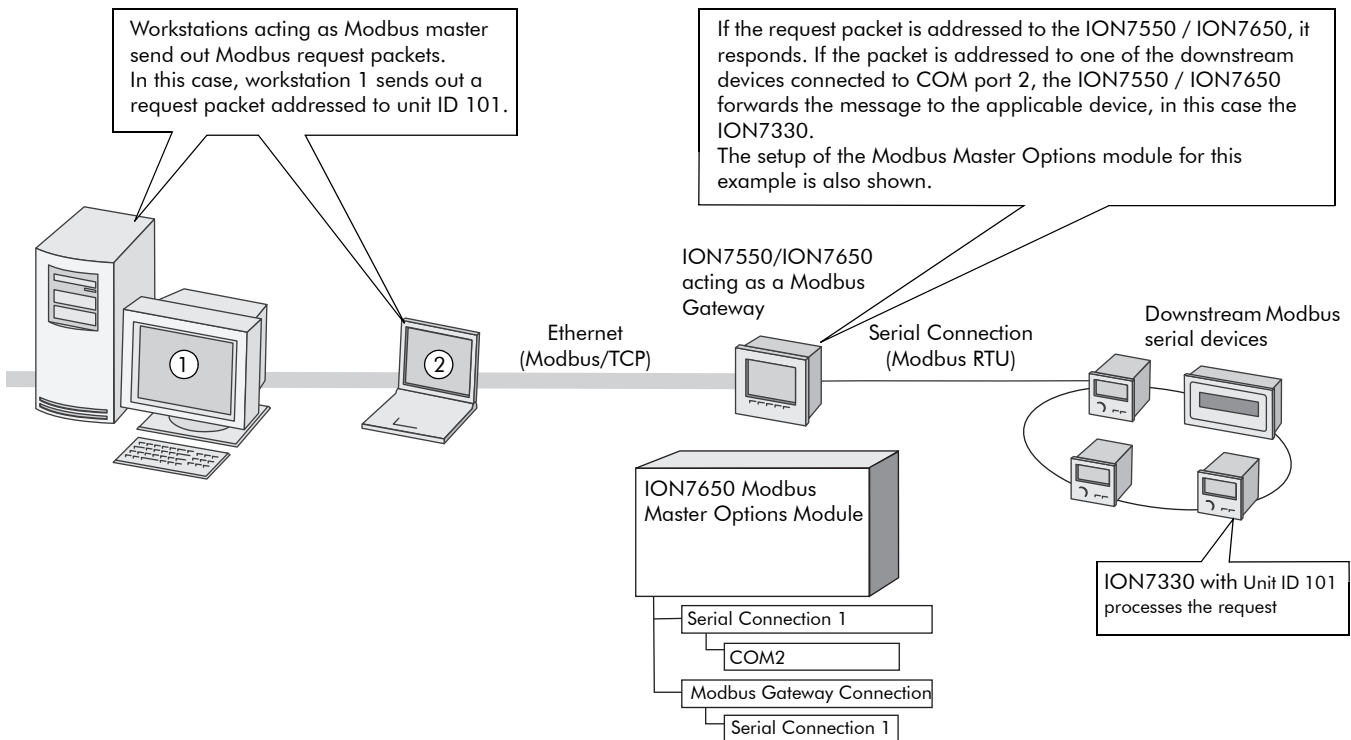 Workstations acting as Modbus master
send out Modbus request packets.
In this case, workstation 1 sends out a
request packet addressed to unit ID 101.
If the request packet is addressed to the ION7550 / ION7650, it
responds. If the packet is addressed to one of the downstream
devices connected to COM port 2, the ION7550 / ION7650
forwards the message to the applicable device, in this case the
ION7330.
The setup of the Modbus Master Options module for this
example is also shown.
ION7550/ION7650
acting as a Modbus
Gateway
Ethernet
(Modbus/TCP)
Serial Connection
(Modbus RTU)
Downstream Modbus
serial devices
1
2
ION7650 Modbus
Master Options Module
Serial Connection 1
COM2
Modbus Gateway Connection
Serial Connection 1
ION7330 with Unit ID 101
processes the request